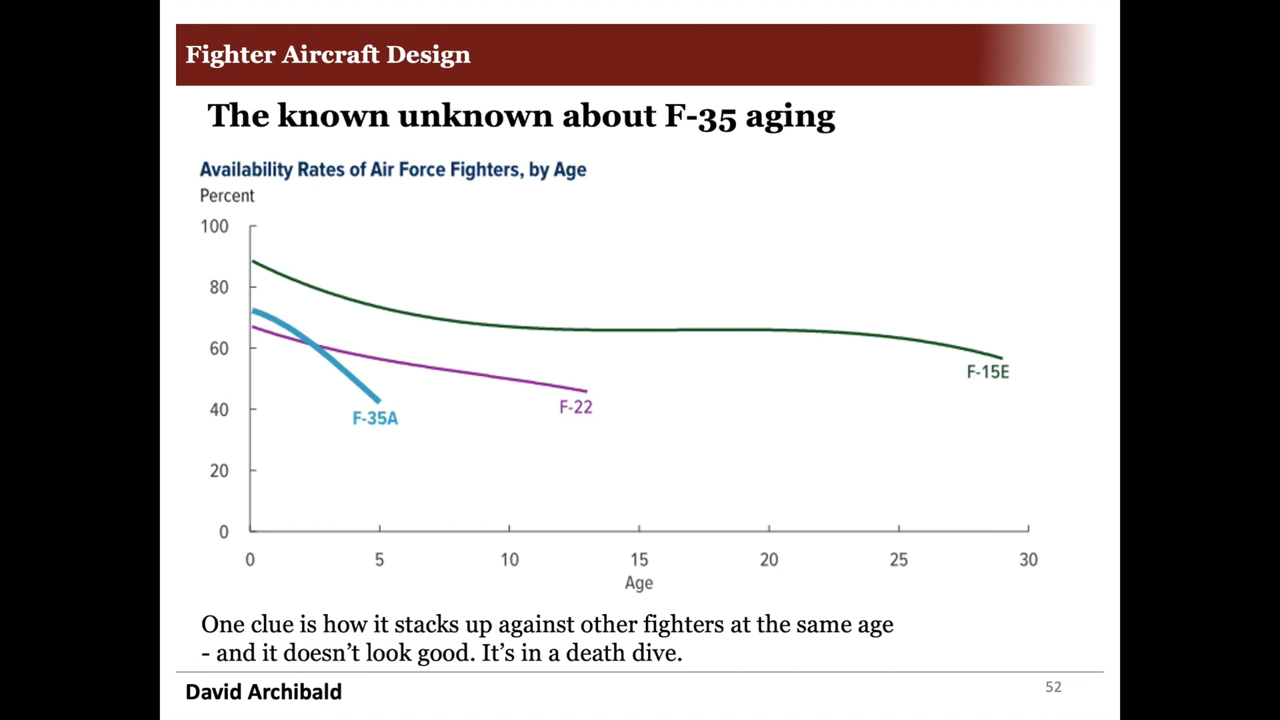 Fighter Aircraft Design
The known unknown about F-35 aging
Availability Rates of Air Force Fighters, by Age
Percent
100
80
60
40
20
0
F-15E
F-22
F-35A
0 5 10 15 20 25 30
Age
One clue is how it stacks up against other fighters at the same age
- and it doesn’t look good. It’s in a death dive.
David Archibald
52